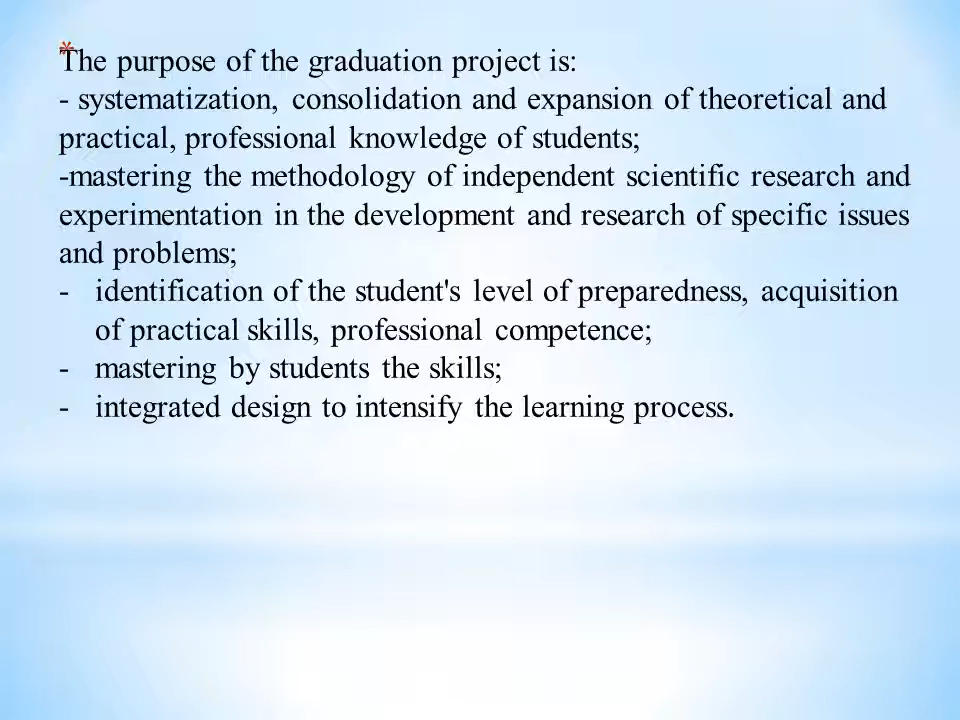 *The purpose of the graduation project is:
- systematization, consolidation and expansion of theoretical and
practical, professional knowledge of students;
-mastering the methodology of independent scientific research and
experimentation in the development and research of specific issues
and problems;
- identification of the student's level of preparedness, acquisition
of practical skills, professional competence;
- mastering by students the skills;
- integrated design to intensify the learning process.